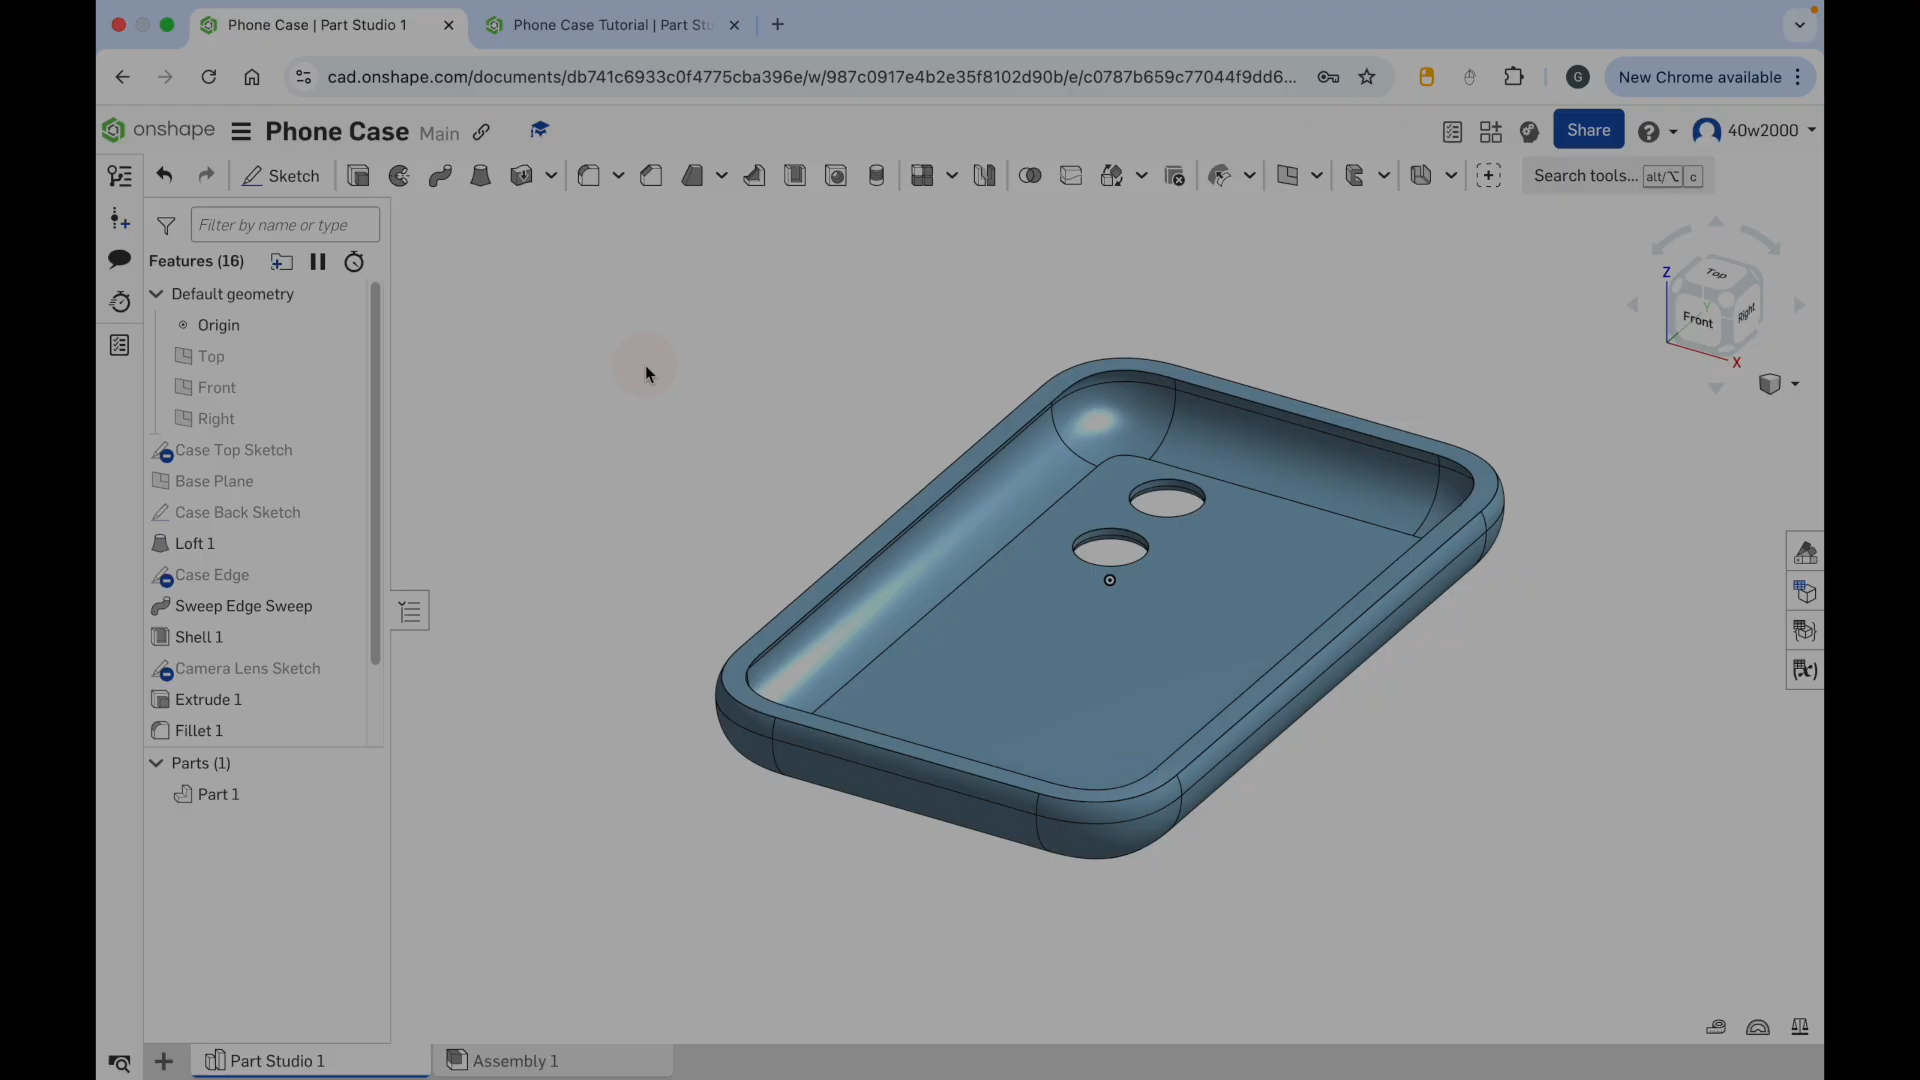 Phone Case | Part Studio 1
Phone Case Tutorial | Part Stu
cad.onshape.com/documents/db741c6933c0f4775cba396e/w/987c0917e4b2e35f8102d90b/e/c0787b659c77044f9dd6...
G
New Chrome available
onshape
Phone Case
Main
Share
40w2000
Sketch
Search tools... alt/⌥ c
Filter by name or type
Features (16)
Default geometry
Origin
Top
Front
Right
Case Top Sketch
Base Plane
Case Back Sketch
Loft 1
Case Edge
Sweep Edge Sweep
Shell 1
Camera Lens Sketch
Extrude 1
Fillet 1
Parts (1)
Part 1
Z
Top
Y
Front
Right
X
Part Studio 1
Assembly 1